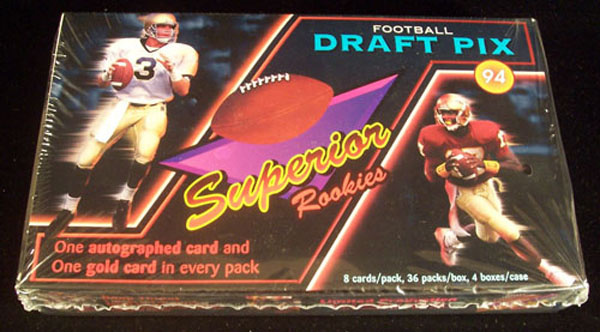 FOOTBALL
DRAFT PIX
94
3
Superior
Rookies
One autographed card and
One gold card in every pack
8 cards/pack, 36 packs/box, 4 boxes/case